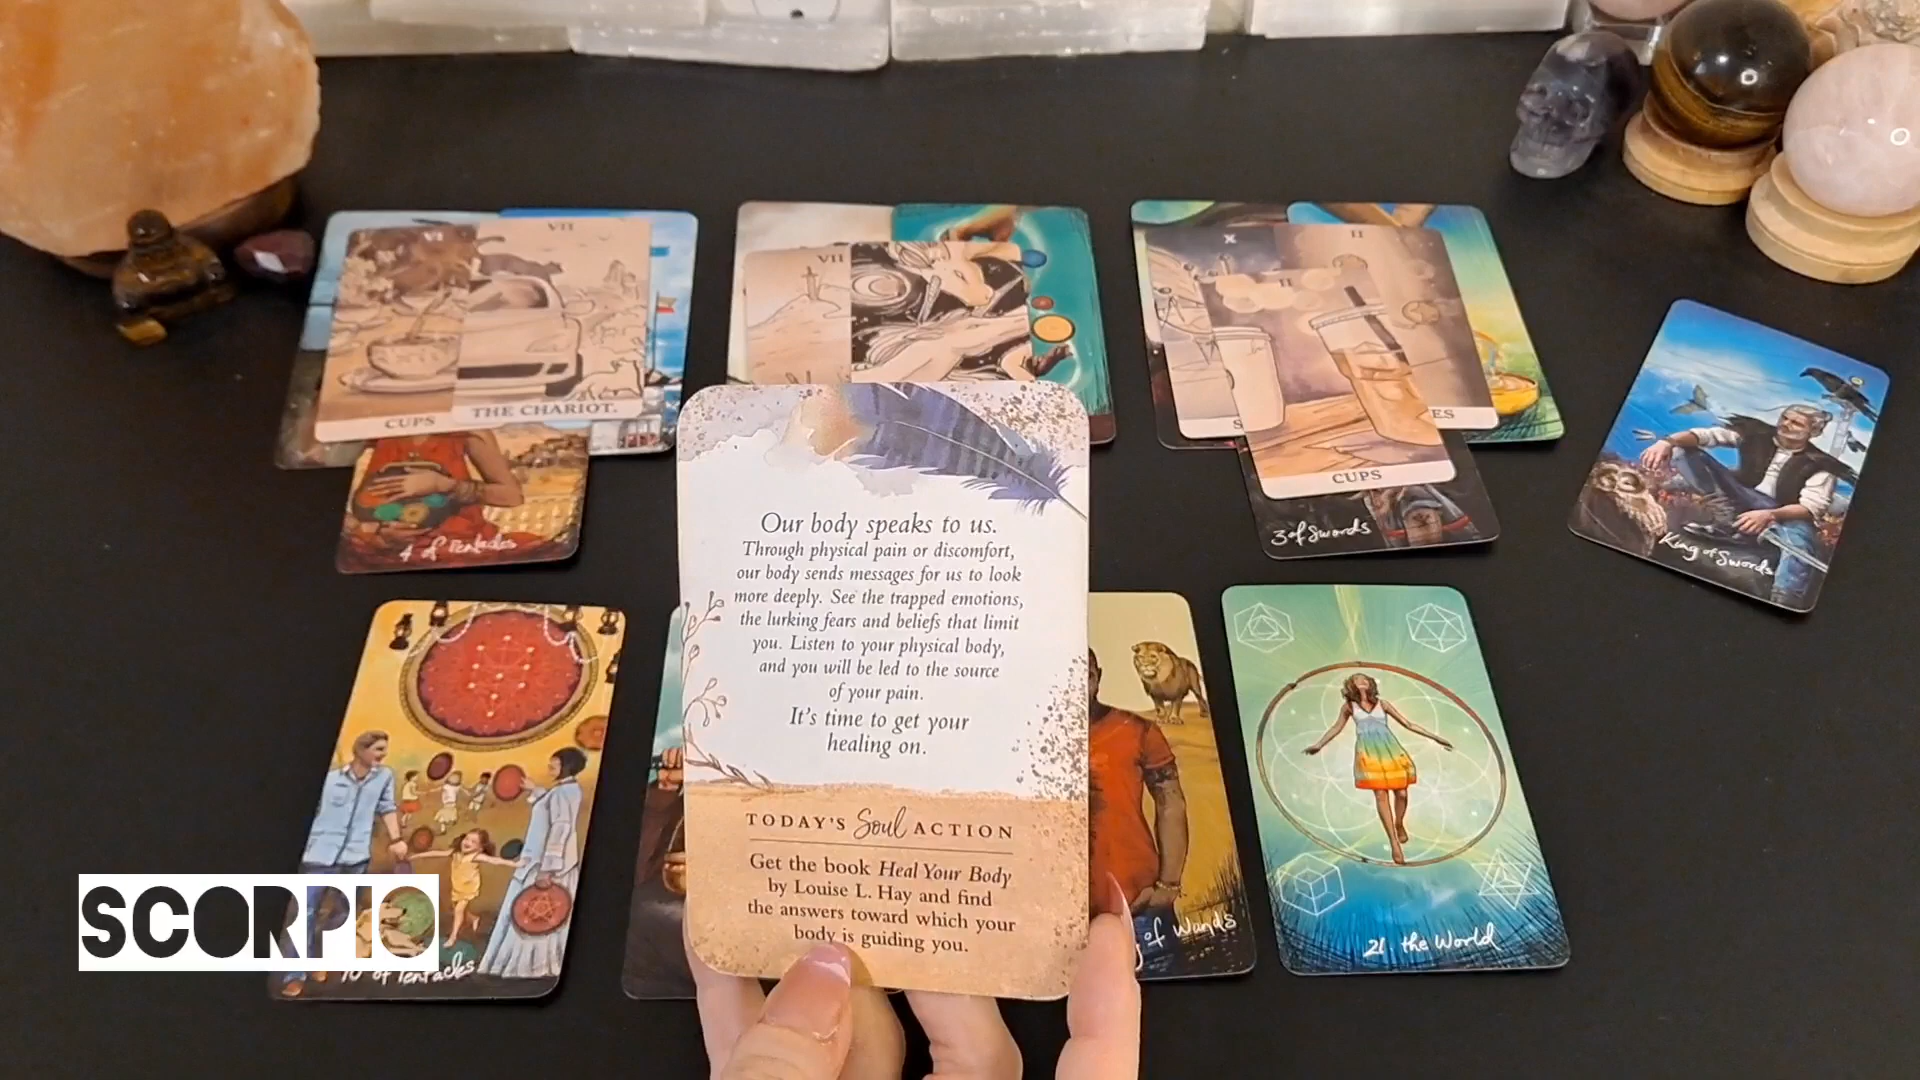 VI
VII
CUPS
THE CHARIOT.
4 of Pentacles
VII
X
II
II
S
ES
CUPS
3 of Swords
King of Swords
Our body speaks to us.
Through physical pain or discomfort,
our body sends messages for us to look
more deeply. See the trapped emotions,
the lurking fears and beliefs that limit
you. Listen to your physical body,
and you will be led to the source
of your pain.
It's time to get your
healing on.
TODAY'S Soul ACTION
Get the book Heal Your Body
by Louise L. Hay and find
the answers toward which your
body is guiding you.
SCORPIO
10 of Pentacles
g of Wands
21 the World